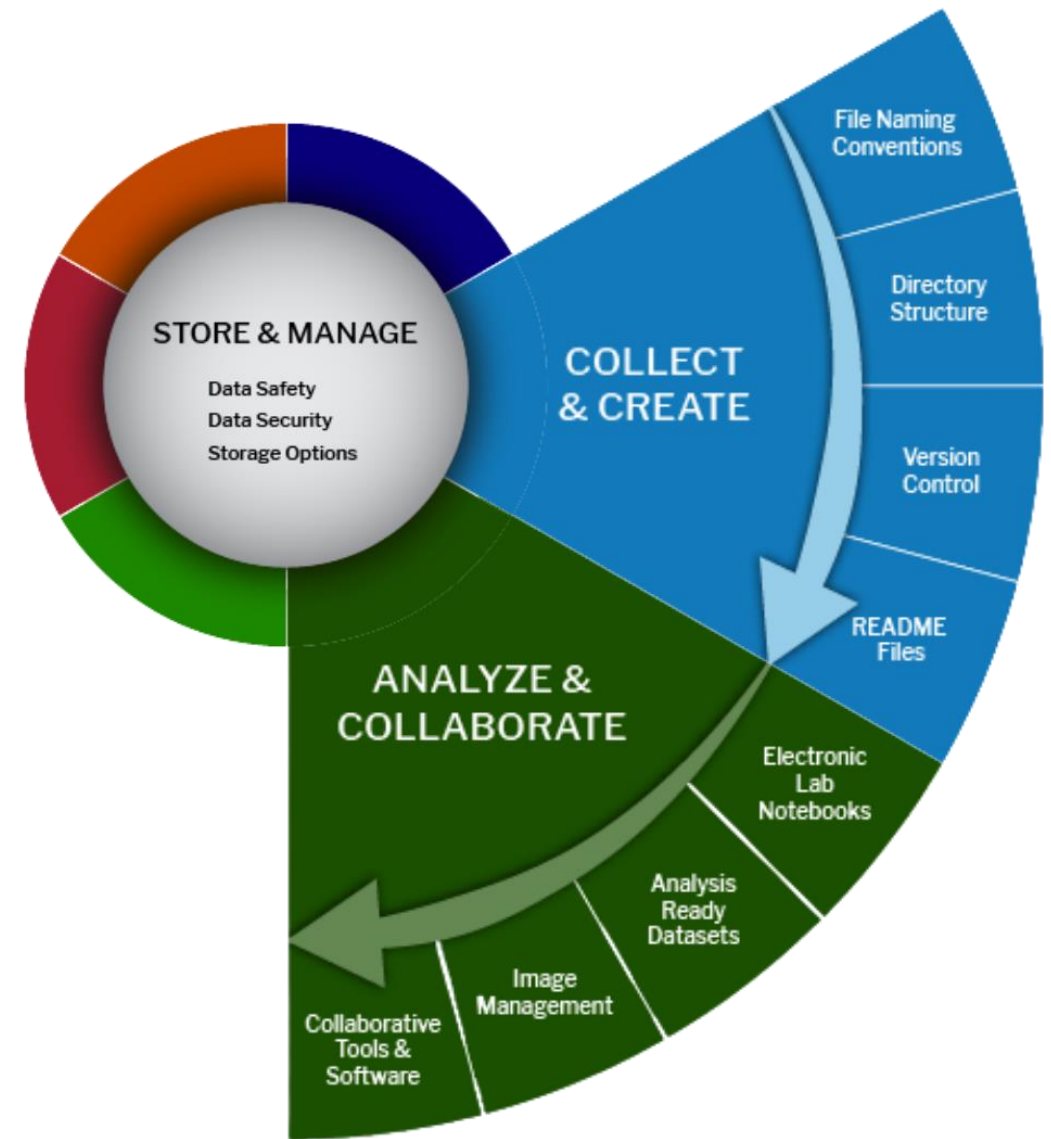 STORE & MANAGE
Data Safety
Data Security
Storage Options
COLLECT
& CREATE
File Naming
Conventions
Directory
Structure
Version
Control
README
Files
ANALYZE &
COLLABORATE
Electronic
Lab
Notebooks
Analysis
Ready
Datasets
Image
Management
Collaborative
Tools &
Software